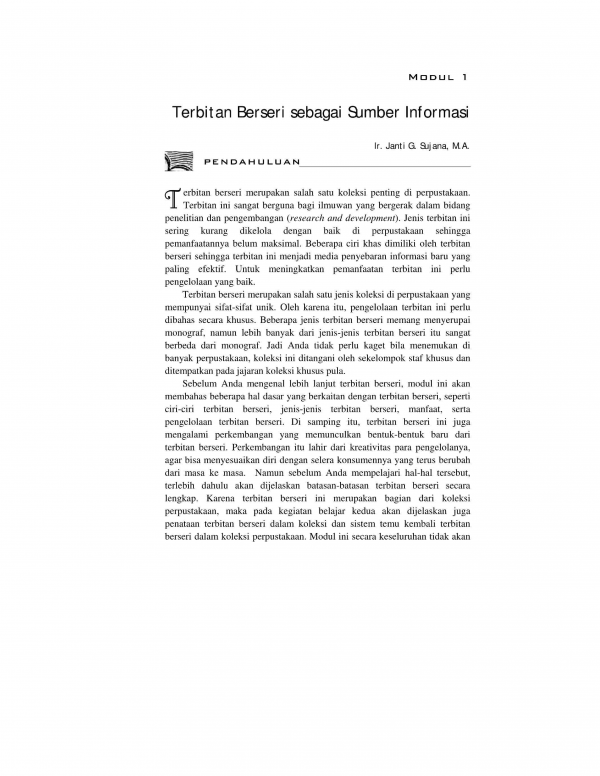 MODUL 1
Terbitan Berseri sebagai Sumber Informasi
Ir. Janti G. Sujana, M.A.
PENDAHULUAN
Terbitan berseri merupakan salah satu koleksi penting di perpustakaan.
Terbitan ini sangat berguna bagi ilmuwan yang bergerak dalam bidang
penelitian dan pengembangan (research and development). Jenis terbitan ini
sering kurang dikelola dengan baik di perpustakaan sehingga
pemanfaatannya belum maksimal. Beberapa ciri khas dimiliki oleh terbitan
berseri sehingga terbitan ini menjadi media penyebaran informasi baru yang
paling efektif. Untuk meningkatkan pemanfaatan terbitan ini perlu
pengelolaan yang baik.
Terbitan berseri merupakan salah satu jenis koleksi di perpustakaan yang
mempunyai sifat-sifat unik. Oleh karena itu, pengelolaan terbitan ini perlu
dibahas secara khusus. Beberapa jenis terbitan berseri memang menyerupai
monograf, namun lebih banyak dari jenis-jenis terbitan berseri itu sangat
berbeda dari monograf. Jadi Anda tidak perlu kaget bila menemukan di
banyak perpustakaan, koleksi ini ditangani oleh sekelompok staf khusus dan
ditempatkan pada jajaran koleksi khusus pula.
Sebelum Anda mengenal lebih lanjut terbitan berseri, modul ini akan
membahas beberapa hal dasar yang berkaitan dengan terbitan berseri, seperti
ciri-ciri terbitan berseri, jenis-jenis terbitan berseri, manfaat, serta
pengelolaan terbitan berseri. Di samping itu, terbitan berseri ini juga
mengalami perkembangan yang memunculkan bentuk-bentuk baru dari
terbitan berseri. Perkembangan itu lahir dari kreativitas para pengelolanya,
agar bisa menyesuaikan diri dengan selera konsumennya yang terus berubah
dari masa ke masa. Namun sebelum Anda mempelajari hal-hal tersebut,
terlebih dahulu akan dijelaskan batasan-batasan terbitan berseri secara
lengkap. Karena terbitan berseri ini merupakan bagian dari koleksi
perpustakaan, maka pada kegiatan belajar kedua akan dijelaskan juga
penataan terbitan berseri dalam koleksi dan sistem temu kembali terbitan
berseri dalam koleksi perpustakaan. Modul ini secara keseluruhan tidak akan